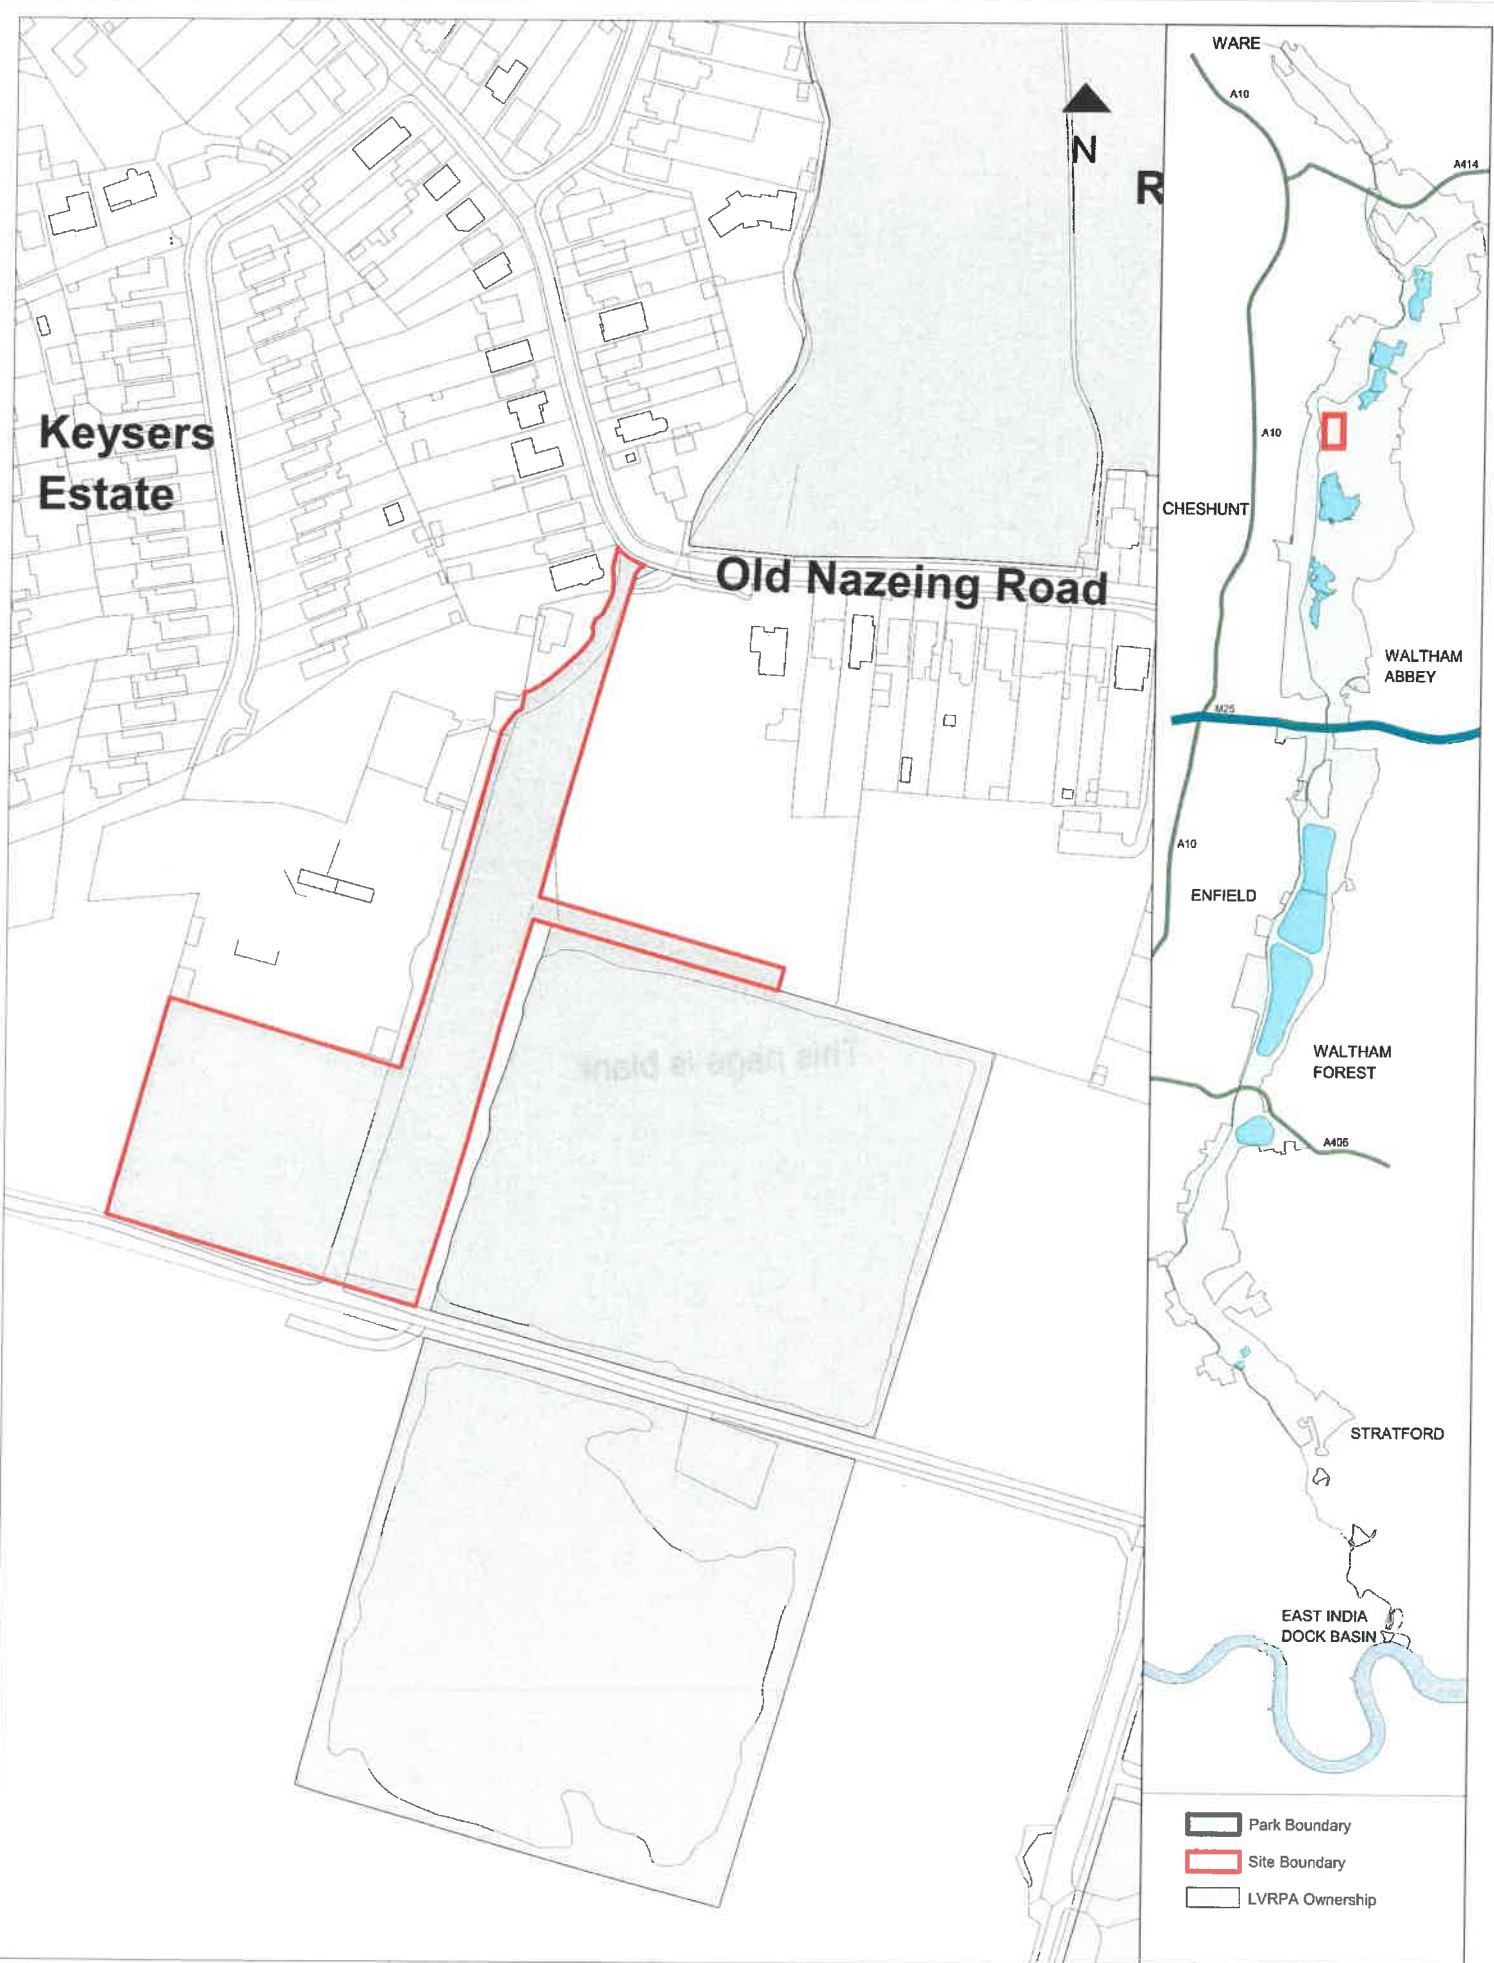 Keysers
Estate
Old Nazeing Road
N
R
WARE
A10
A414
A10
CHESHUNT
WALTHAM
ABBEY
M25
A10
ENFIELD
WALTHAM
FOREST
A406
STRATFORD
EAST INDIA
DOCK BASIN
Park Boundary
Site Boundary
LVRPA Ownership